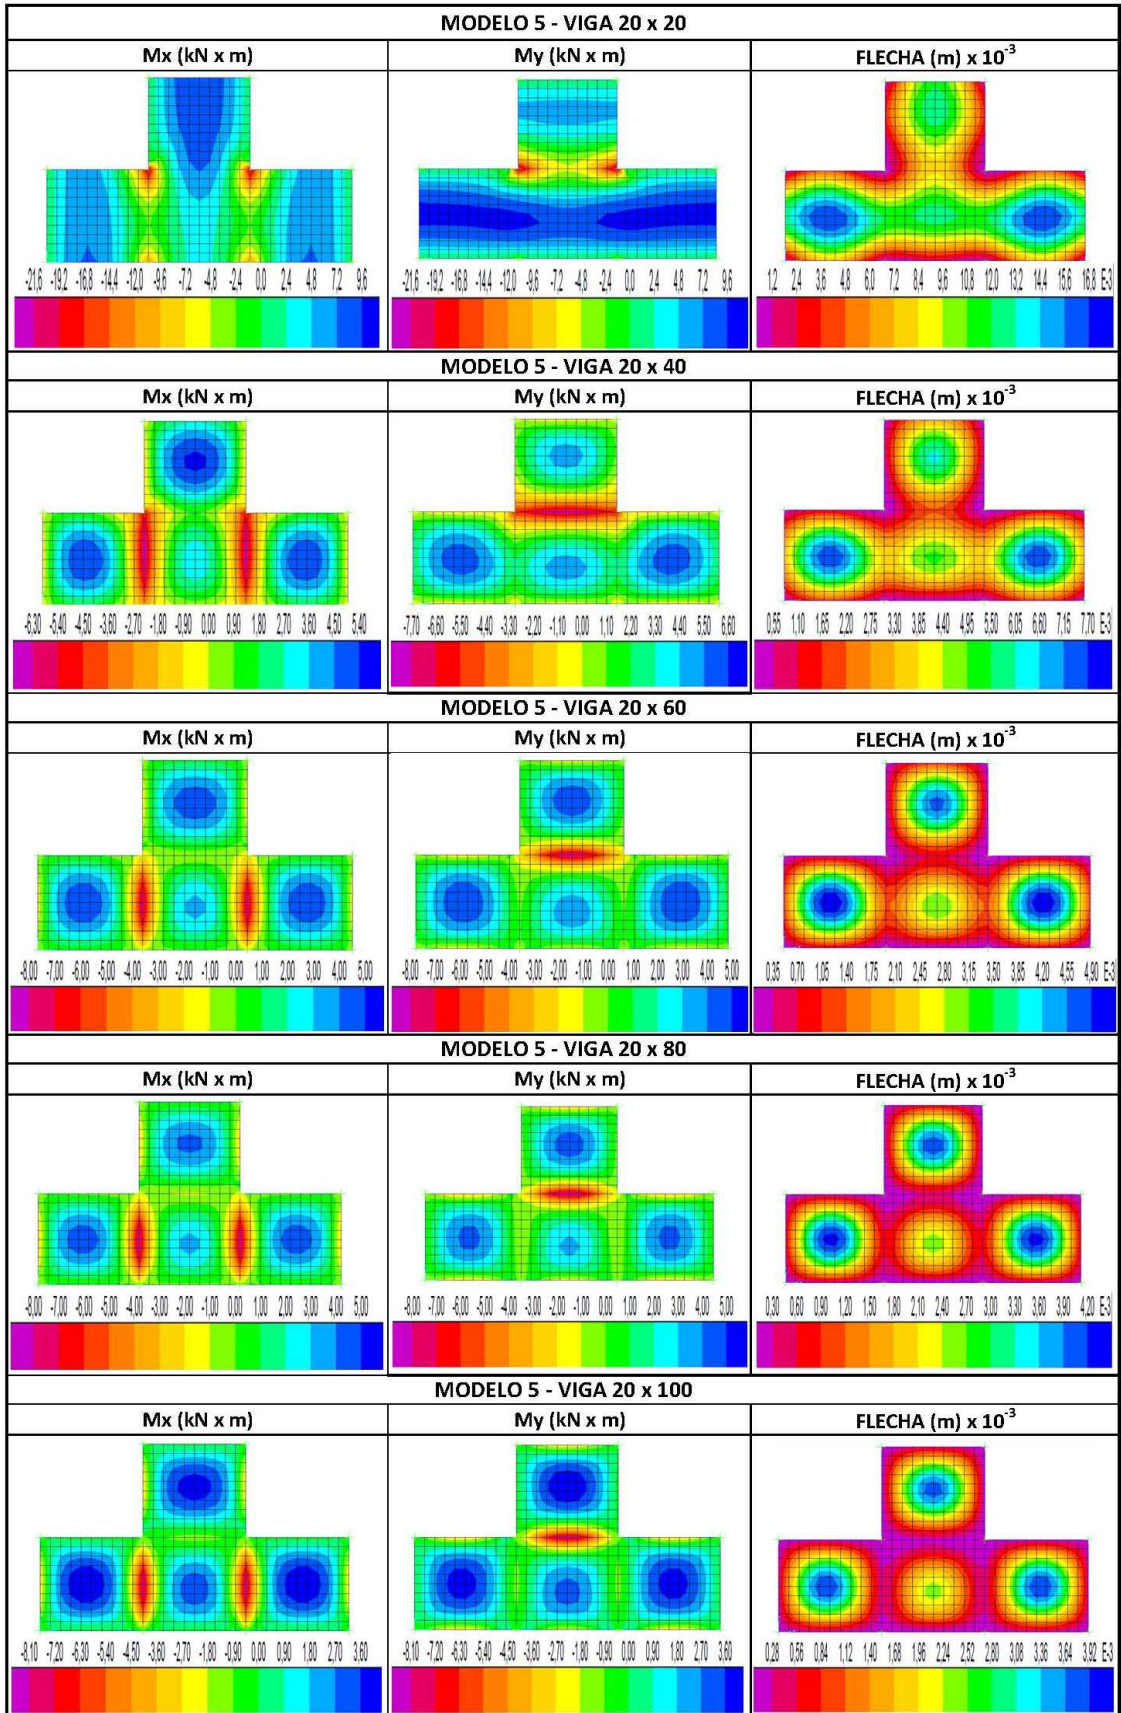 MODELO 5 - VIGA 20 x 20
Mx (kN x m) My (kN x m) FLECHA (m) x 10⁻³
-21,6 -19,2 -16,8 -14,4 -12,0 -9,6 -7,2 -4,8 -2,4 0,0 2,4 4,8 7,2 9,6
-21,6 -19,2 -16,8 -14,4 -12,0 -9,6 -7,2 -4,8 -2,4 0,0 2,4 4,8 7,2 9,6
1,2 2,4 3,6 4,8 6,0 7,2 8,4 9,6 10,8 12,0 13,2 14,4 15,6 16,8 E-3
MODELO 5 - VIGA 20 x 40
Mx (kN x m) My (kN x m) FLECHA (m) x 10⁻³
-6,30 -5,40 -4,50 -3,60 -2,70 -1,80 -0,90 0,00 0,90 1,80 2,70 3,60 4,50 5,40
-7,70 -6,60 -5,50 -4,40 -3,30 -2,20 -1,10 0,00 1,10 2,20 3,30 4,40 5,50 6,60
0,55 1,10 1,65 2,20 2,75 3,30 3,85 4,40 4,95 5,50 6,05 6,60 7,15 7,70 E-3
MODELO 5 - VIGA 20 x 60
Mx (kN x m) My (kN x m) FLECHA (m) x 10⁻³
-8,00 -7,00 -6,00 -5,00 -4,00 -3,00 -2,00 -1,00 0,00 1,00 2,00 3,00 4,00 5,00
-8,00 -7,00 -6,00 -5,00 -4,00 -3,00 -2,00 -1,00 0,00 1,00 2,00 3,00 4,00 5,00
0,35 0,70 1,05 1,40 1,75 2,10 2,45 2,80 3,15 3,50 3,85 4,20 4,55 4,90 E-3
MODELO 5 - VIGA 20 x 80
Mx (kN x m) My (kN x m) FLECHA (m) x 10⁻³
-8,00 -7,00 -6,00 -5,00 -4,00 -3,00 -2,00 -1,00 0,00 1,00 2,00 3,00 4,00 5,00
-8,00 -7,00 -6,00 -5,00 -4,00 -3,00 -2,00 -1,00 0,00 1,00 2,00 3,00 4,00 5,00
0,30 0,60 0,90 1,20 1,50 1,80 2,10 2,40 2,70 3,00 3,30 3,60 3,90 4,20 E-3
MODELO 5 - VIGA 20 x 100
Mx (kN x m) My (kN x m) FLECHA (m) x 10⁻³
-8,10 -7,20 -6,30 -5,40 -4,50 -3,60 -2,70 -1,80 -0,90 0,00 0,90 1,80 2,70 3,60
-8,10 -7,20 -6,30 -5,40 -4,50 -3,60 -2,70 -1,80 -0,90 0,00 0,90 1,80 2,70 3,60
0,28 0,56 0,84 1,12 1,40 1,68 1,96 2,24 2,52 2,80 3,08 3,36 3,64 3,92 E-3